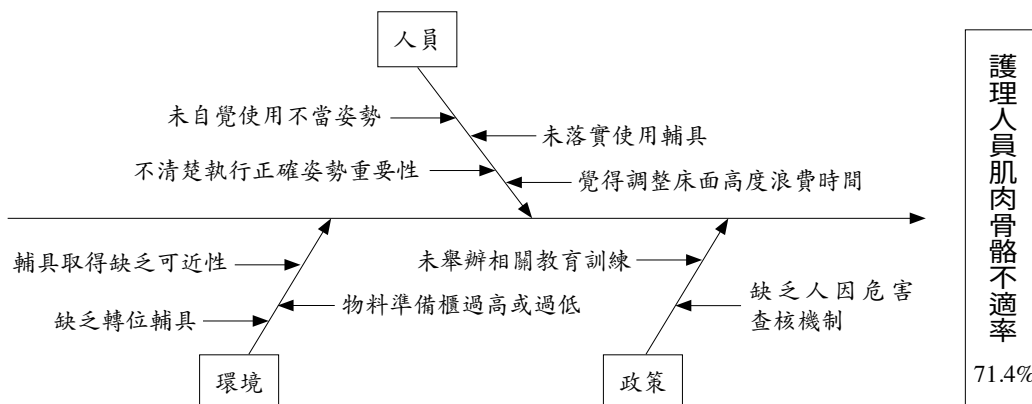 人員
未自覺使用不當姿勢
未落實使用輔具
不清楚執行正確姿勢重要性
覺得調整床面高度浪費時間
輔具取得缺乏可近性
物料準備櫃過高或過低
缺乏轉位輔具
環境
未舉辦相關教育訓練
缺乏人因危害
查核機制
政策
護理人員肌肉骨骼不適率
71.4%